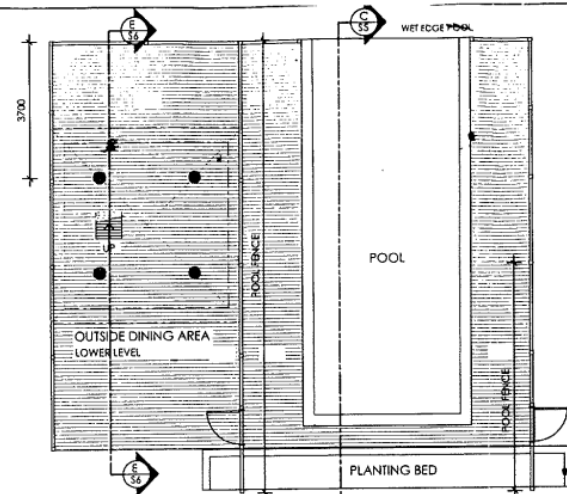 E
S6
C
S5
WET EDGE POOL
3700
UP
POOL FENCE
POOL
OUTSIDE DINING AREA
LOWER LEVEL
POOL FENCE
PLANTING BED
E
S6